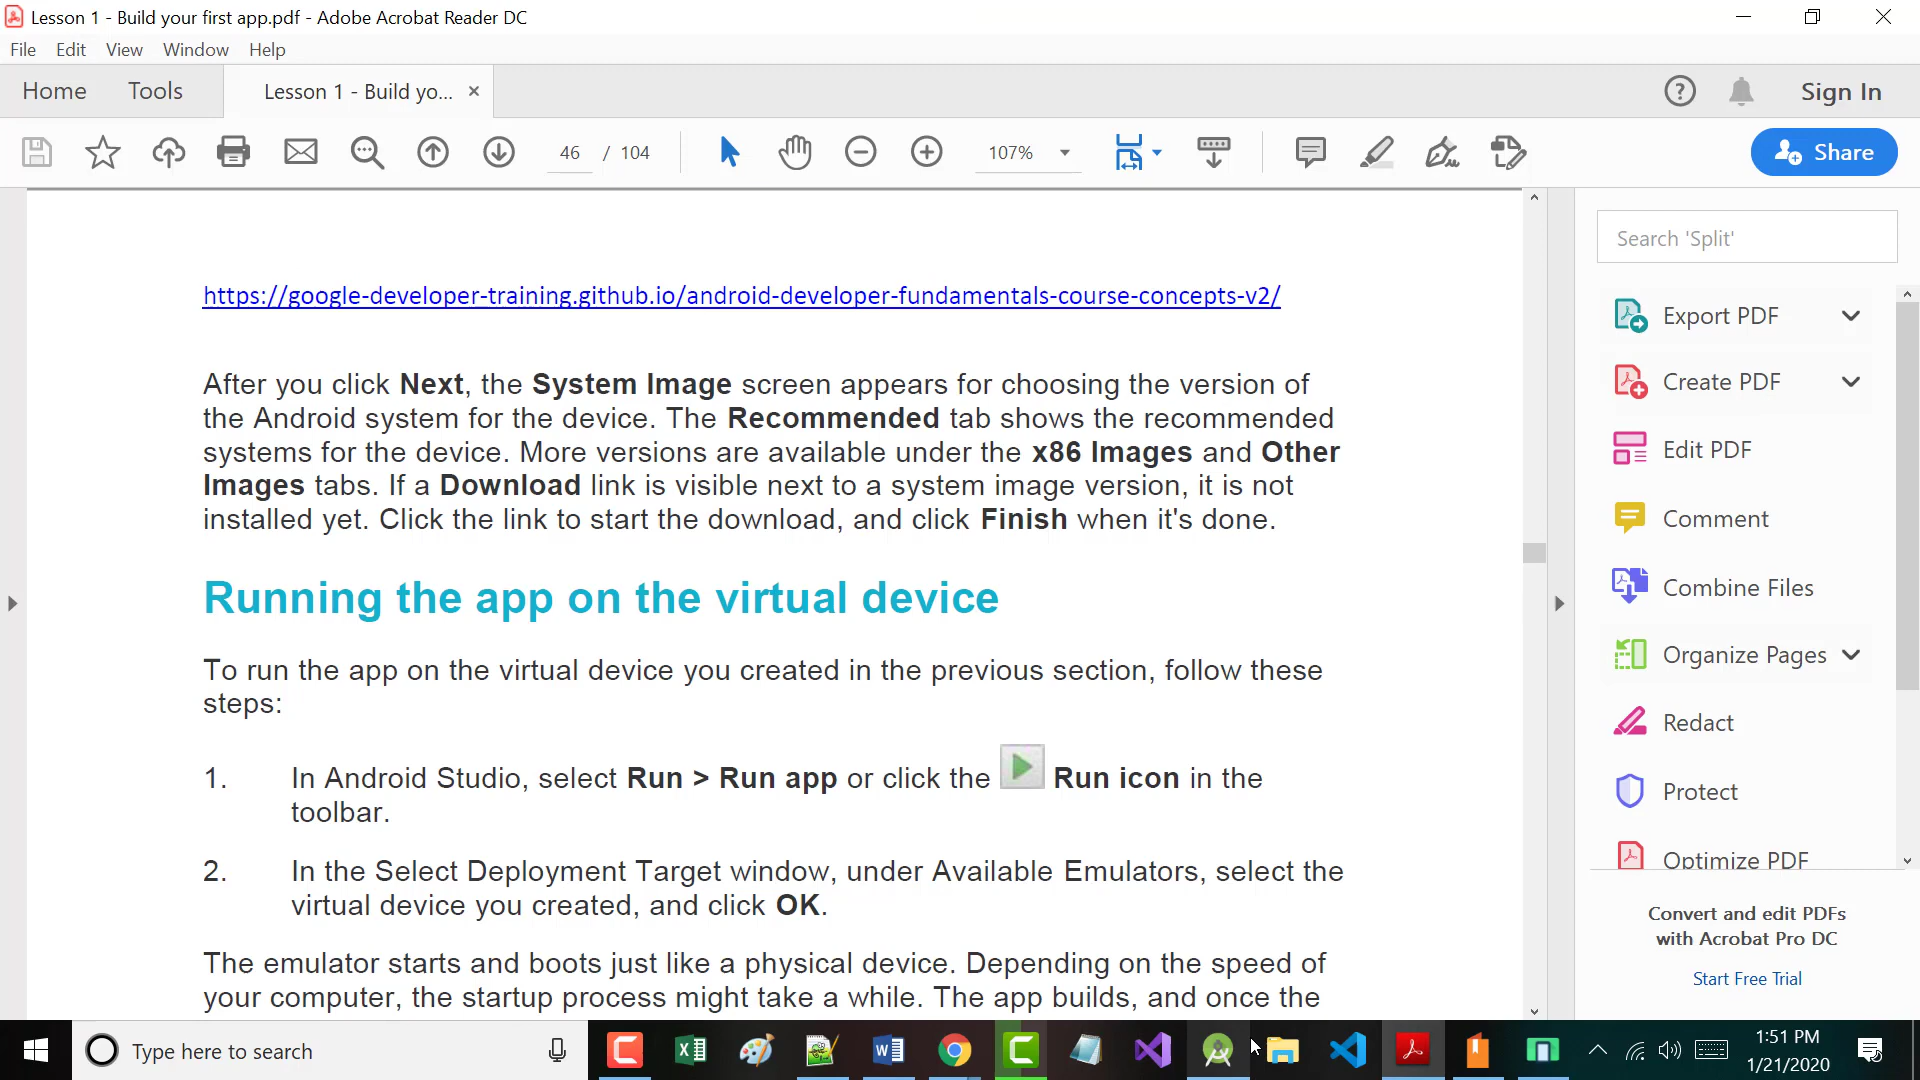 Lesson 1 - Build your first app.pdf - Adobe Acrobat Reader DC
File Edit View Window Help
Home Tools Lesson 1 - Build yo... × Sign In
46 / 104 107% Share
Search 'Split'
https://google-developer-training.github.io/android-developer-fundamentals-course-concepts-v2/
After you click Next, the System Image screen appears for choosing the version of
the Android system for the device. The Recommended tab shows the recommended
systems for the device. More versions are available under the x86 Images and Other
Images tabs. If a Download link is visible next to a system image version, it is not
installed yet. Click the link to start the download, and click Finish when it's done.
Running the app on the virtual device
To run the app on the virtual device you created in the previous section, follow these
steps:
1. In Android Studio, select Run > Run app or click the Run icon in the
toolbar.
2. In the Select Deployment Target window, under Available Emulators, select the
virtual device you created, and click OK.
The emulator starts and boots just like a physical device. Depending on the speed of
your computer, the startup process might take a while. The app builds, and once the
Export PDF
Create PDF
Edit PDF
Comment
Combine Files
Organize Pages
Redact
Protect
Optimize PDF
Convert and edit PDFs
with Acrobat Pro DC
Start Free Trial
Type here to search
1:51 PM
1/21/2020